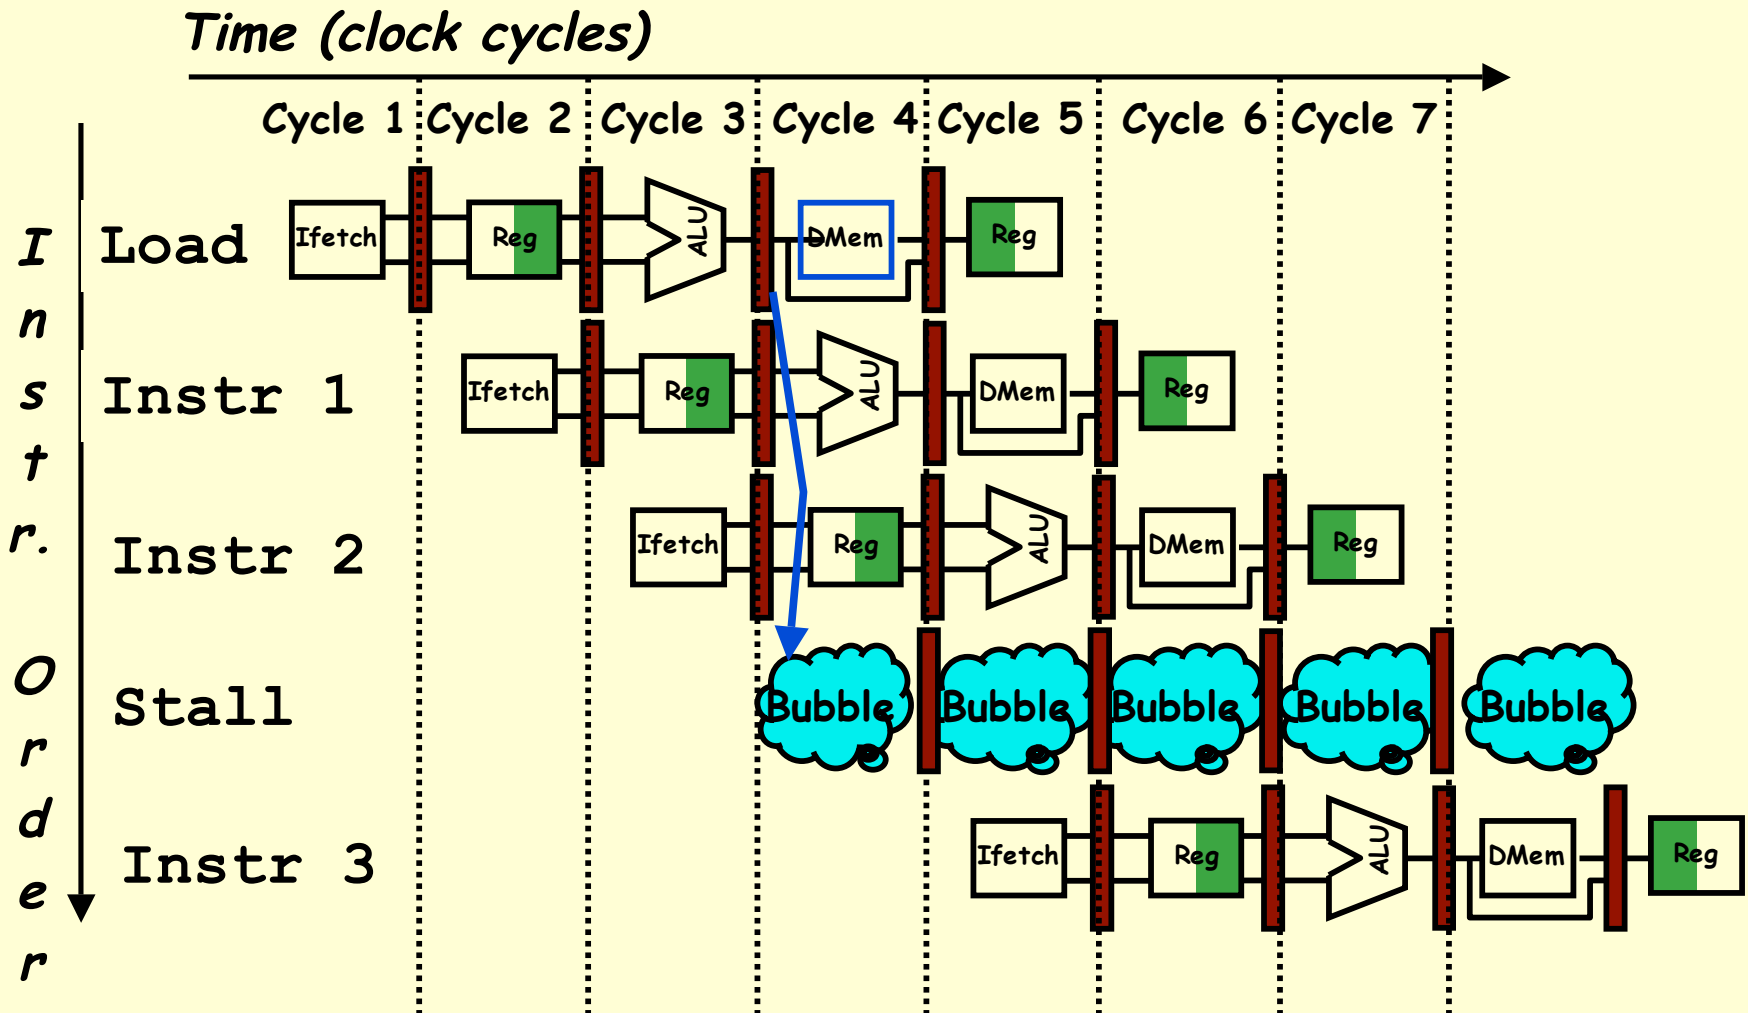 Time (clock cycles)
Cycle 1 Cycle 2 Cycle 3 Cycle 4 Cycle 5 Cycle 6 Cycle 7
Instr. Order
Load Ifetch Reg ALU DMem Reg
Instr 1 Ifetch Reg ALU DMem Reg
Instr 2 Ifetch Reg ALU DMem Reg
Stall Bubble Bubble Bubble Bubble Bubble
Instr 3 Ifetch Reg ALU DMem Reg